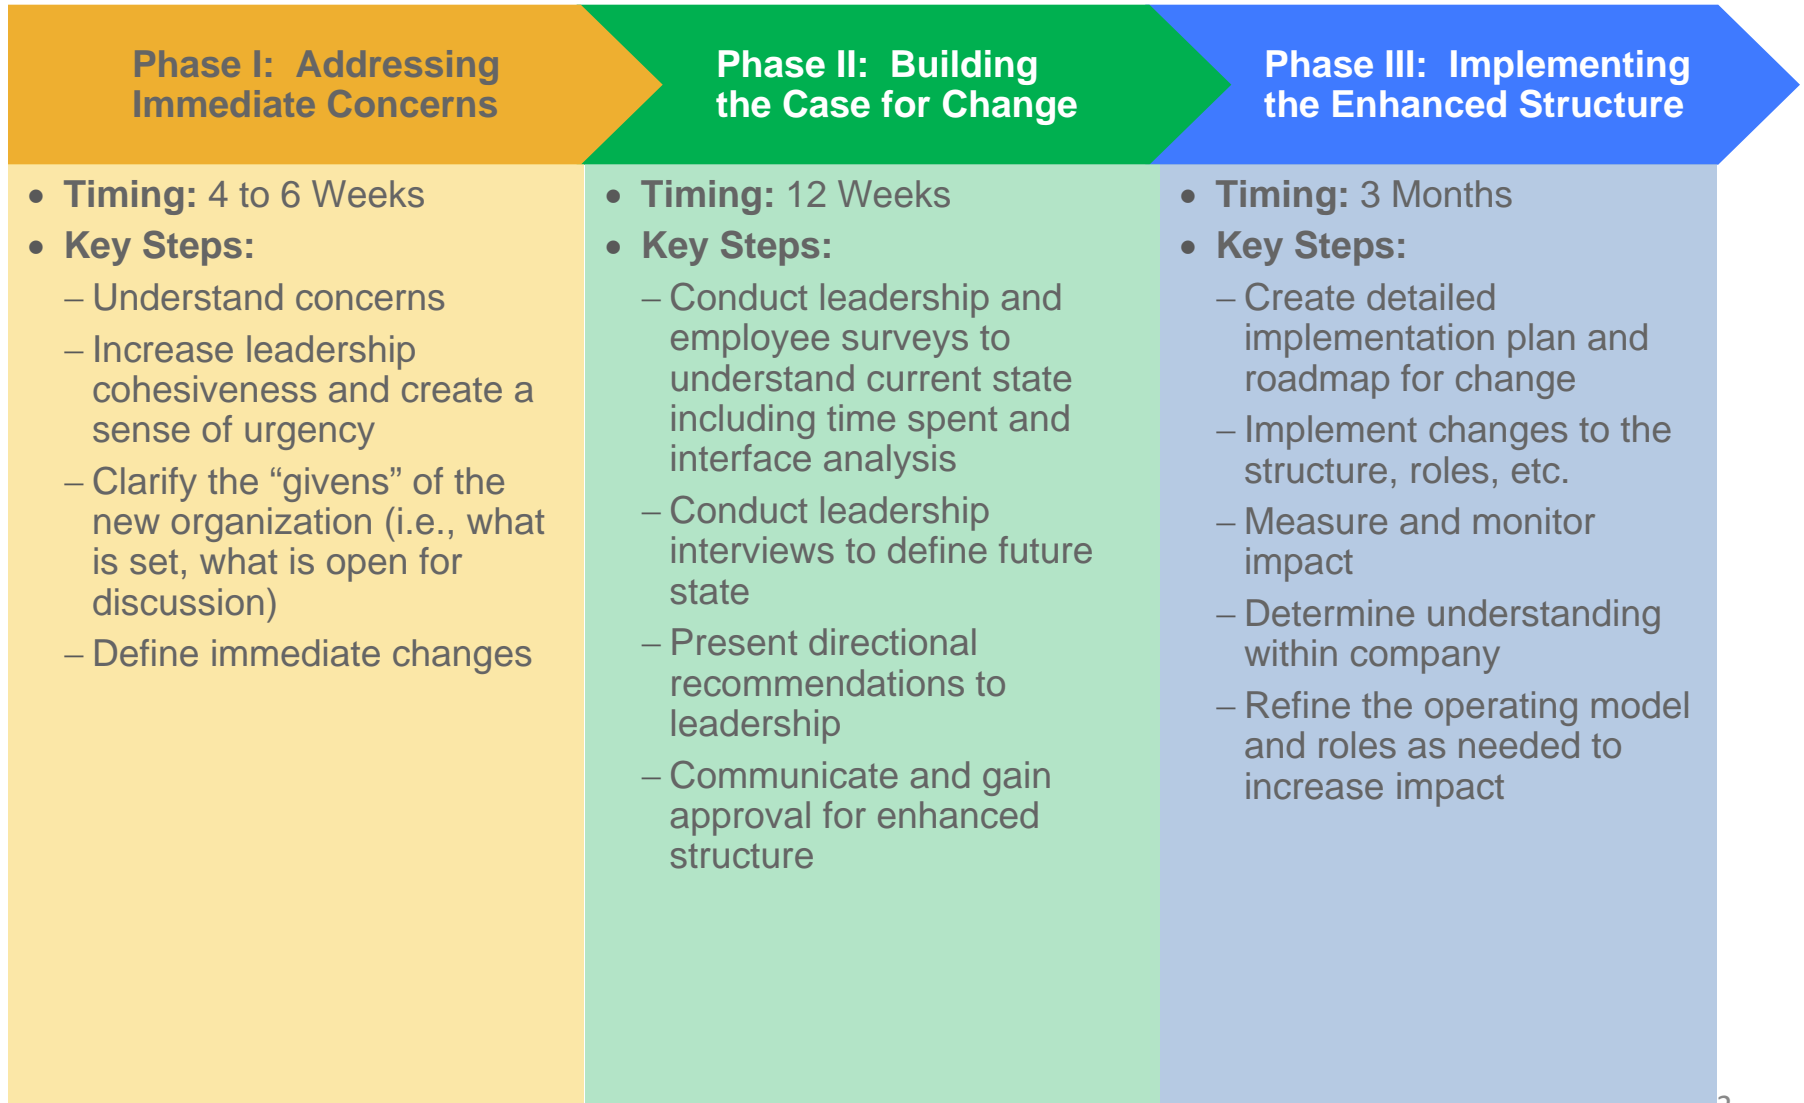 Phase I:  Addressing
Immediate Concerns
• Timing: 4 to 6 Weeks
• Key Steps:
– Understand concerns
– Increase leadership
cohesiveness and create a
sense of urgency
– Clarify the “givens” of the
new organization (i.e., what
is set, what is open for
discussion)
– Define immediate changes
Phase II:  Building
the Case for Change
• Timing: 12 Weeks
• Key Steps:
– Conduct leadership and
employee surveys to
understand current state
including time spent and
interface analysis
– Conduct leadership
interviews to define future
state
– Present directional
recommendations to
leadership
– Communicate and gain
approval for enhanced
structure
Phase III:  Implementing
the Enhanced Structure
• Timing: 3 Months
• Key Steps:
– Create detailed
implementation plan and
roadmap for change
– Implement changes to the
structure, roles, etc.
– Measure and monitor
impact
– Determine understanding
within company
– Refine the operating model
and roles as needed to
increase impact